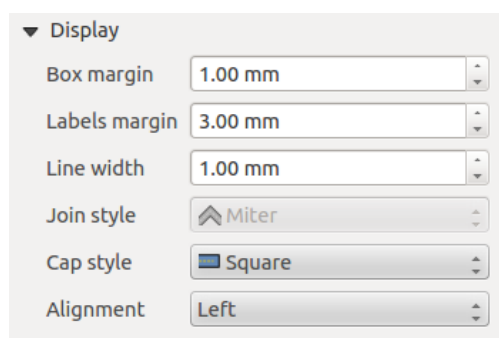 Display
Box margin 1.00 mm
Labels margin 3.00 mm
Line width 1.00 mm
Join style Miter
Cap style Square
Alignment Left